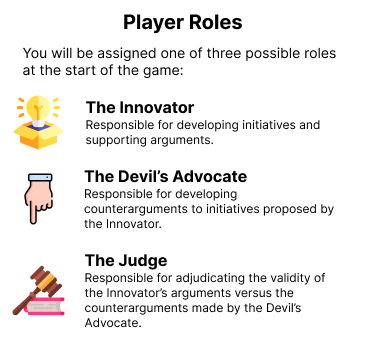 Player Roles
You will be assigned one of three possible roles
at the start of the game:
The Innovator
Responsible for developing initiatives and
supporting arguments.
The Devil’s Advocate
Responsible for developing
counterarguments to initiatives proposed by
the Innovator.
The Judge
Responsible for adjudicating the validity of
the Innovator’s arguments versus the
counterarguments made by the Devil’s
Advocate.